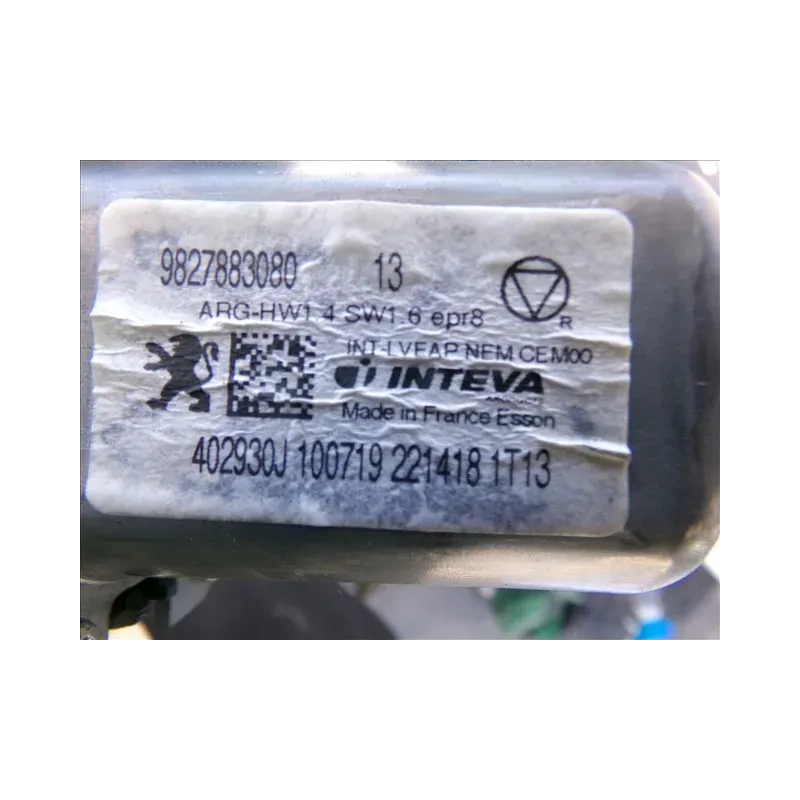 9827883080 13
ARG-HW1.4 SW1.6 epr8
R
INT-LVEAP NEM CEM00
INTEVA
PRODUCTS
Made in France Esson
402930J 100719 221418 1T13